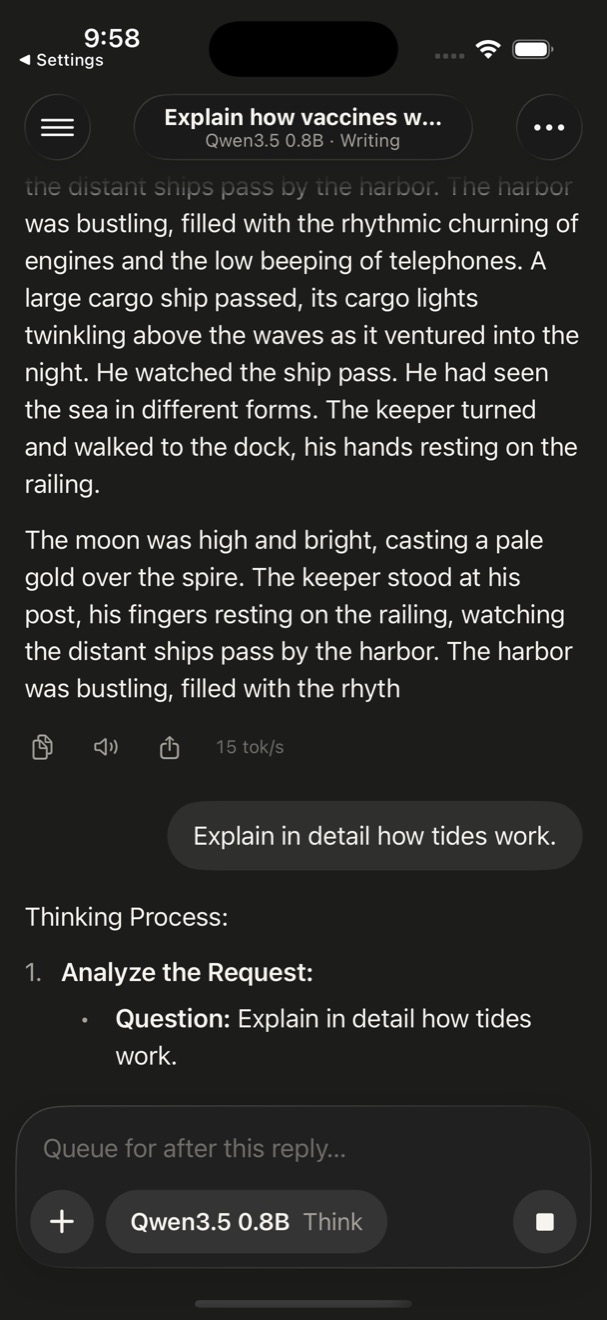 9:58
◀ Settings
Explain how vaccines w...
Qwen3.5 0.8B · Writing
the distant ships pass by the harbor. The harbor
was bustling, filled with the rhythmic churning of
engines and the low beeping of telephones. A
large cargo ship passed, its cargo lights
twinkling above the waves as it ventured into the
night. He watched the ship pass. He had seen
the sea in different forms. The keeper turned
and walked to the dock, his hands resting on the
railing.
The moon was high and bright, casting a pale
gold over the spire. The keeper stood at his
post, his fingers resting on the railing, watching
the distant ships pass by the harbor. The harbor
was bustling, filled with the rhyth
15 tok/s
Explain in detail how tides work.
Thinking Process:
1. Analyze the Request:
• Question: Explain in detail how tides
work.
Queue for after this reply...
Qwen3.5 0.8B Think